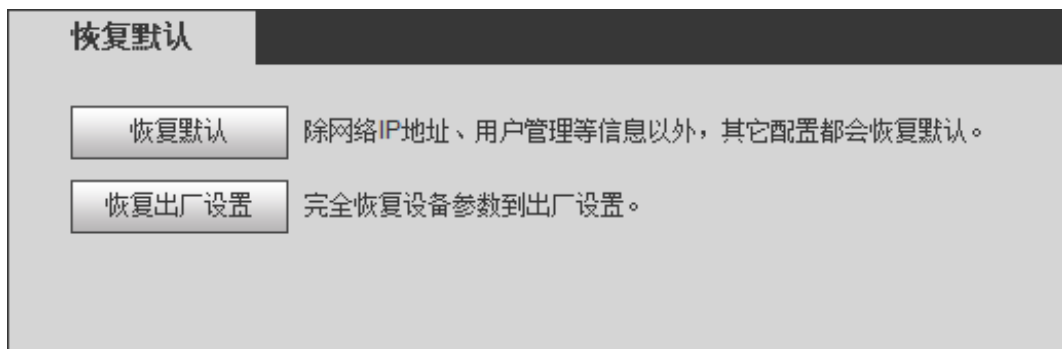 恢复默认
恢复默认 除网络IP地址、用户管理等信息以外，其它配置都会恢复默认。
恢复出厂设置 完全恢复设备参数到出厂设置。